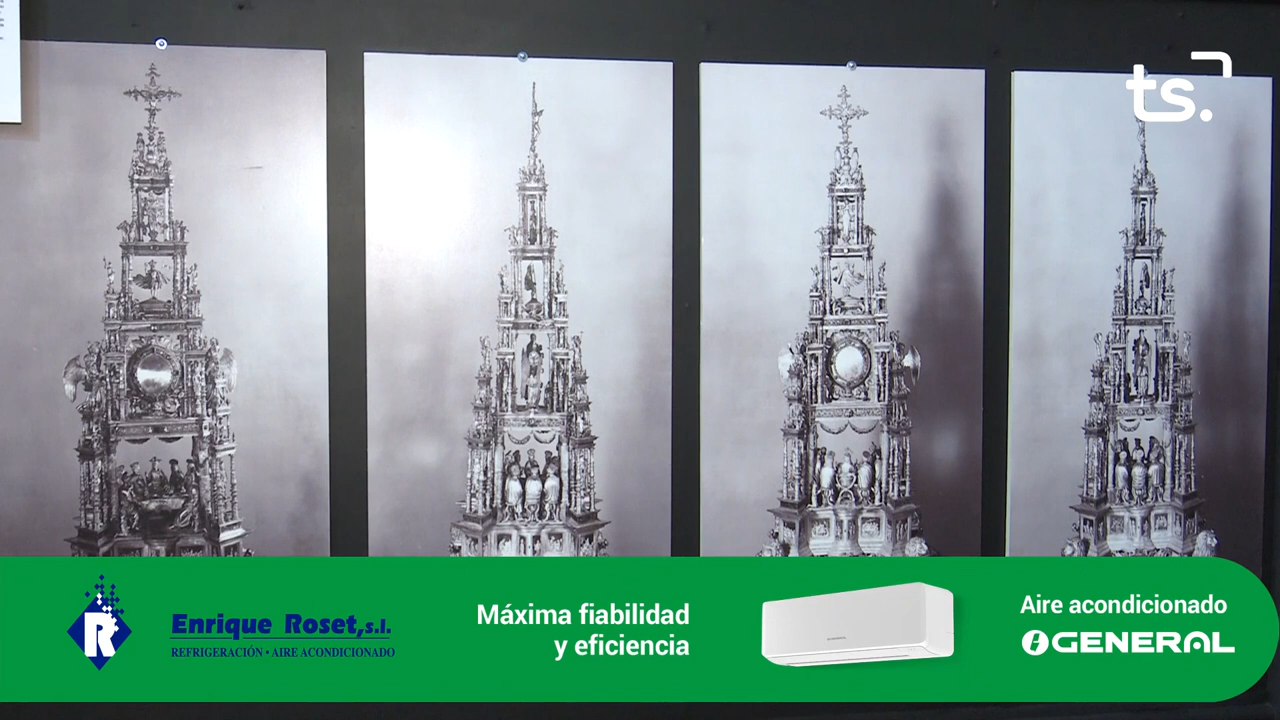 ts.
Enrique Roset, s.l.
REFRIGERACIÓN • AIRE ACONDICIONADO
Máxima fiabilidad
y eficiencia
Aire acondicionado
GENERAL